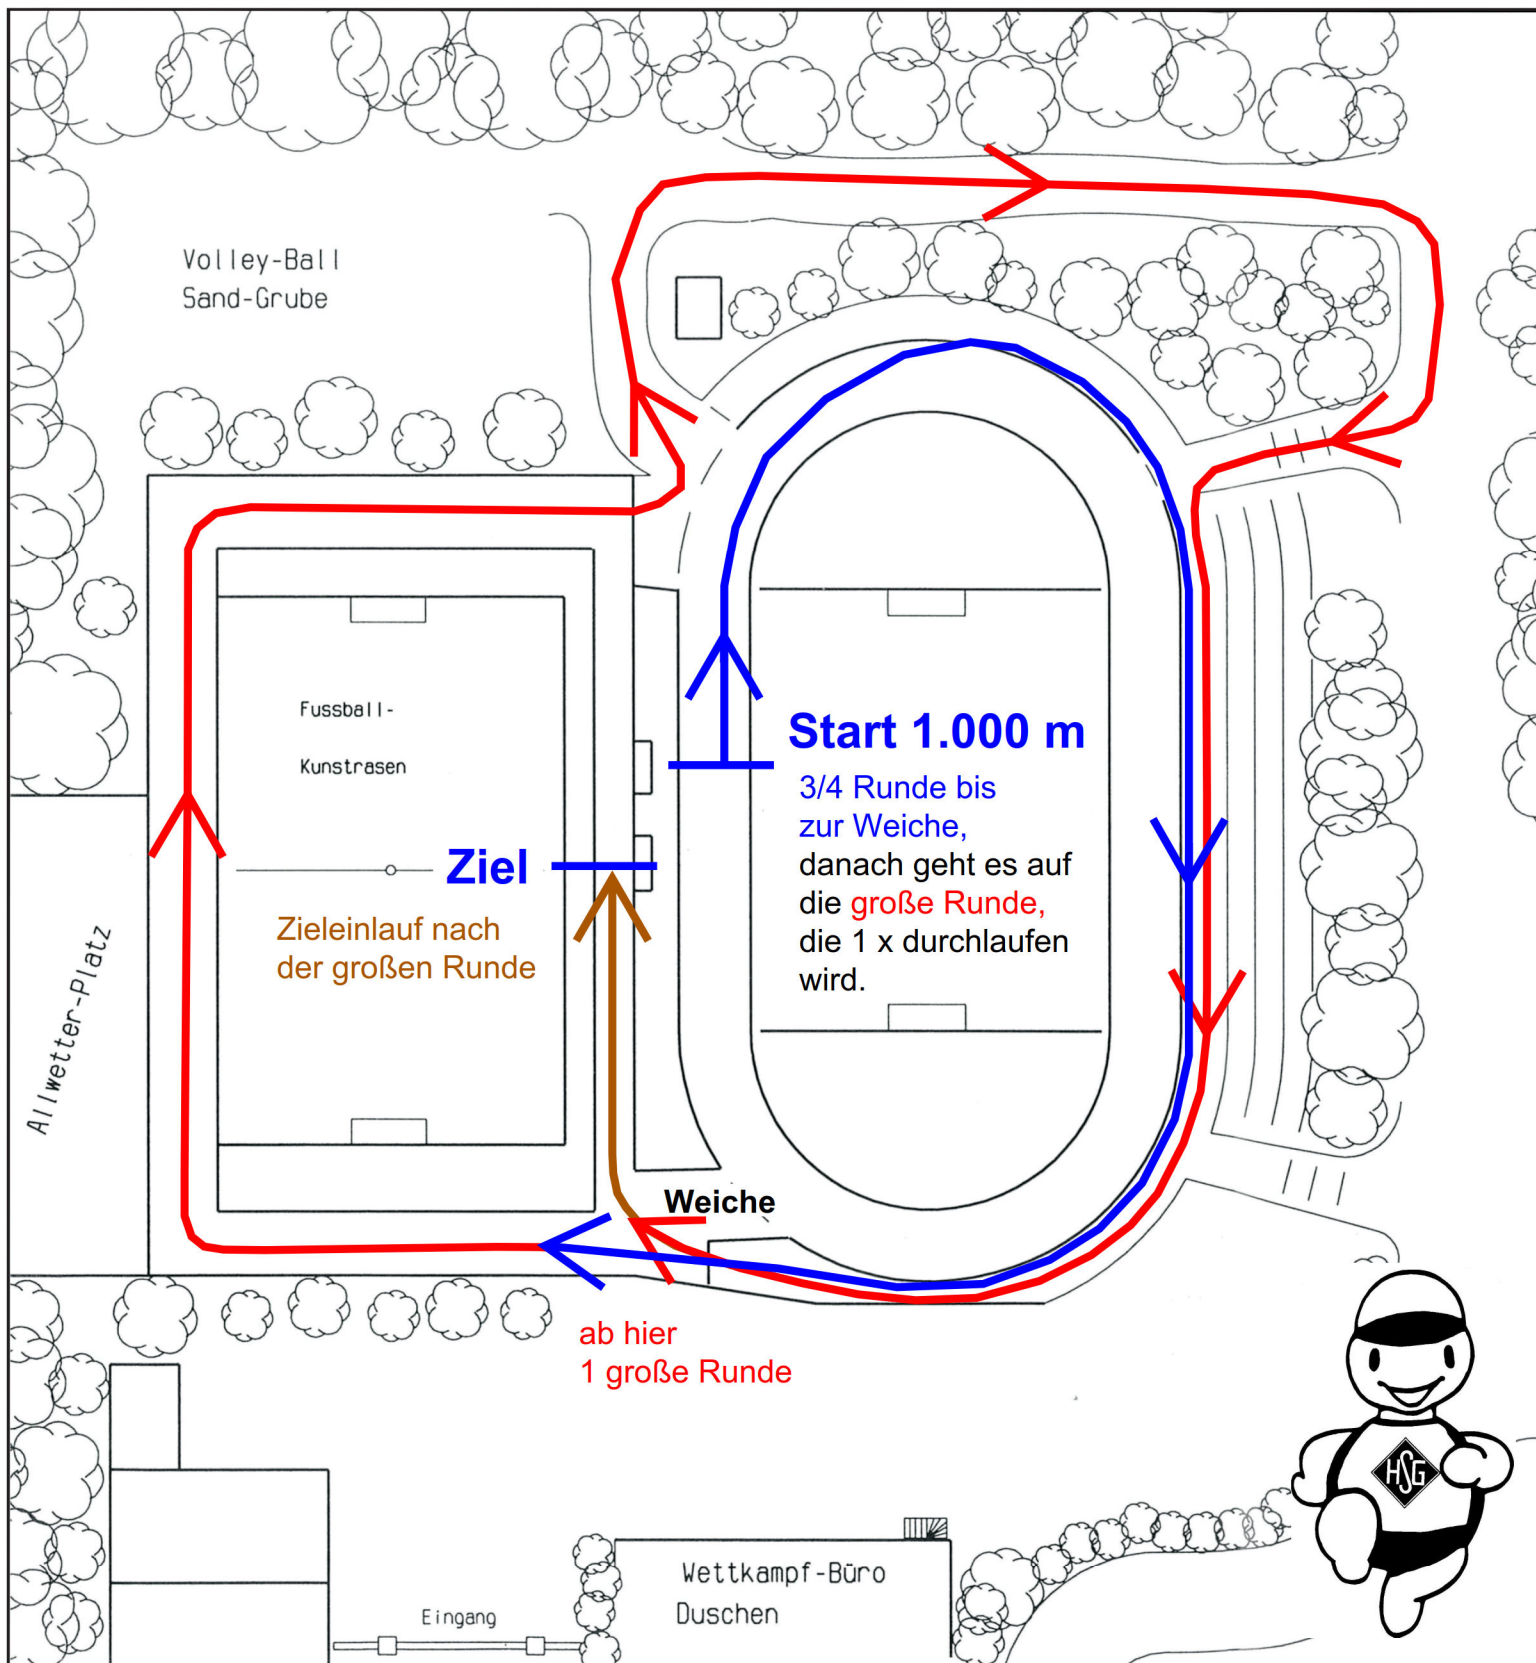 Volley-Ball
Sand-Grube
Fussball-
Kunstrasen
Start 1.000 m
3/4 Runde bis
zur Weiche,
danach geht es auf
die große Runde,
die 1 x durchlaufen
wird.
Ziel
Zieleinlauf nach
der großen Runde
Allwetter-Platz
Weiche
ab hier
1 große Runde
HSG
Wettkampf-Büro
Duschen
Eingang